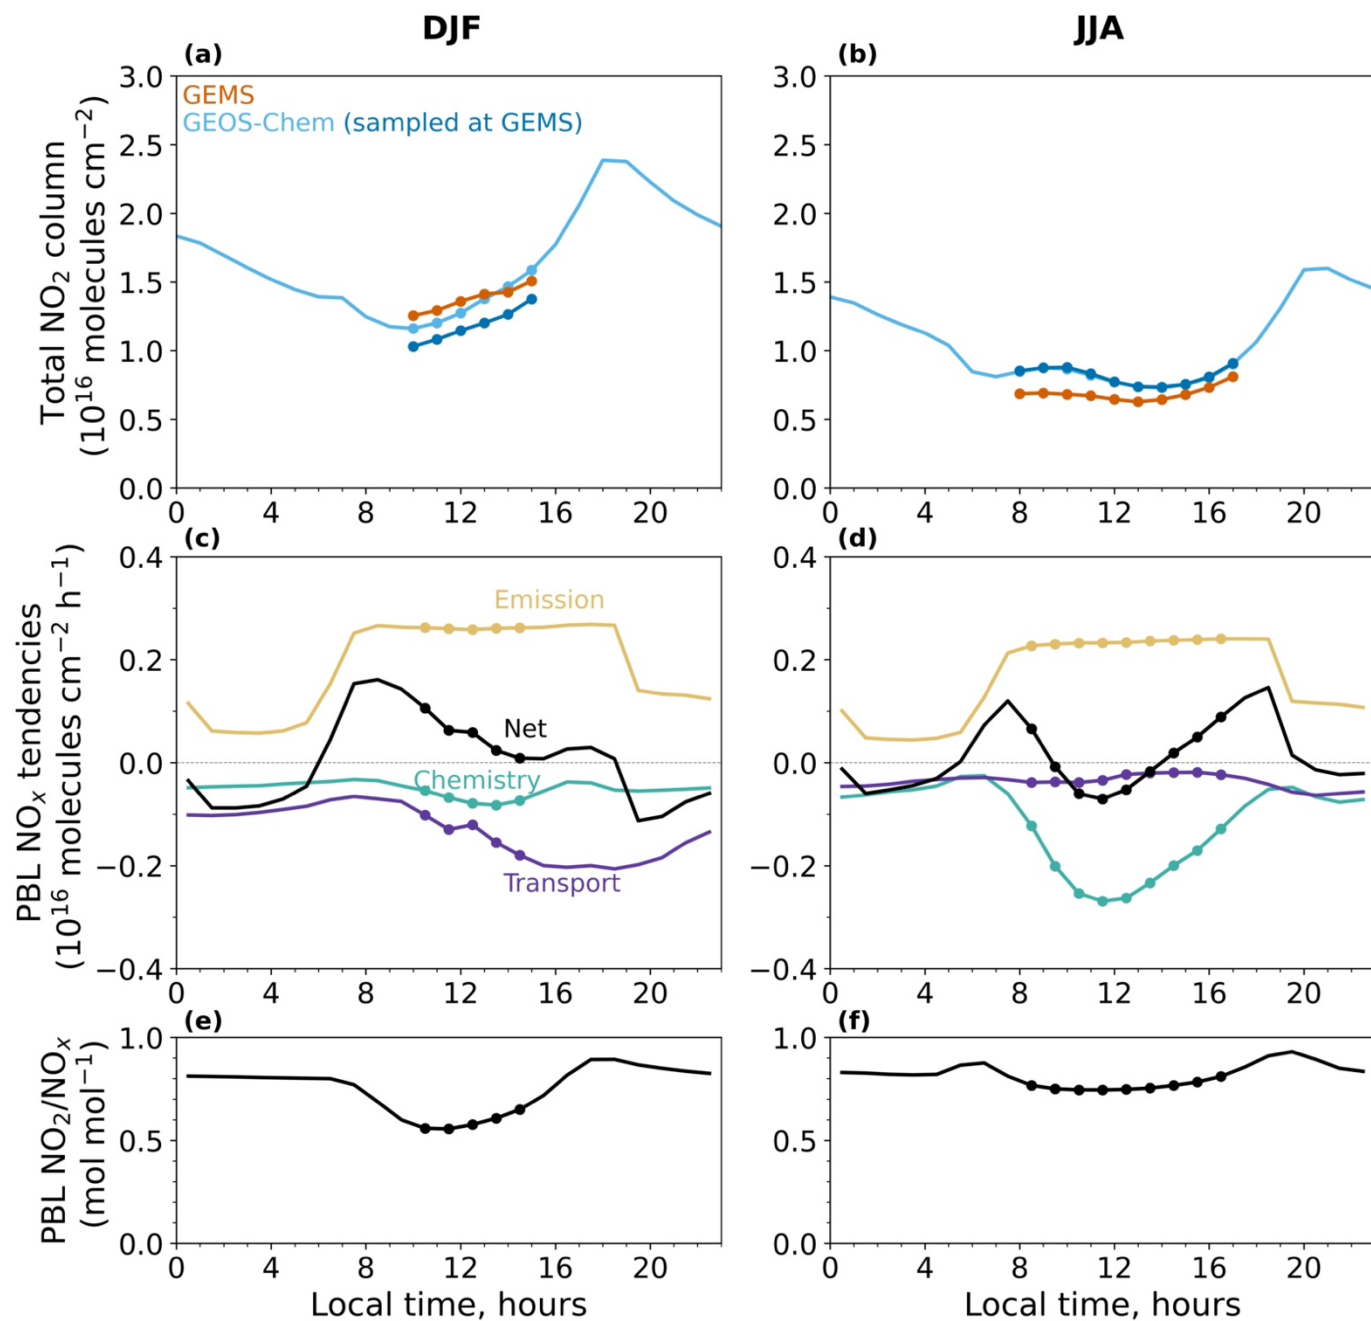 DJF
JJA
(a)
(b)
3.0
2.5
2.0
1.5
1.0
0.5
0.0
Total NO₂ column
(10¹⁶ molecules cm⁻²)
GEMS
GEOS-Chem (sampled at GEMS)
0 4 8 12 16 20
3.0
2.5
2.0
1.5
1.0
0.5
0.0
0 4 8 12 16 20
(c)
(d)
0.4
0.2
0.0
−0.2
−0.4
PBL NOₓ tendencies
(10¹⁶ molecules cm⁻² h⁻¹)
Emission
Net
Chemistry
Transport
0 4 8 12 16 20
0.4
0.2
0.0
−0.2
−0.4
0 4 8 12 16 20
(e)
(f)
1.0
0.5
0.0
PBL NO₂/NOₓ
(mol mol⁻¹)
0 4 8 12 16 20
Local time, hours
1.0
0.5
0.0
0 4 8 12 16 20
Local time, hours